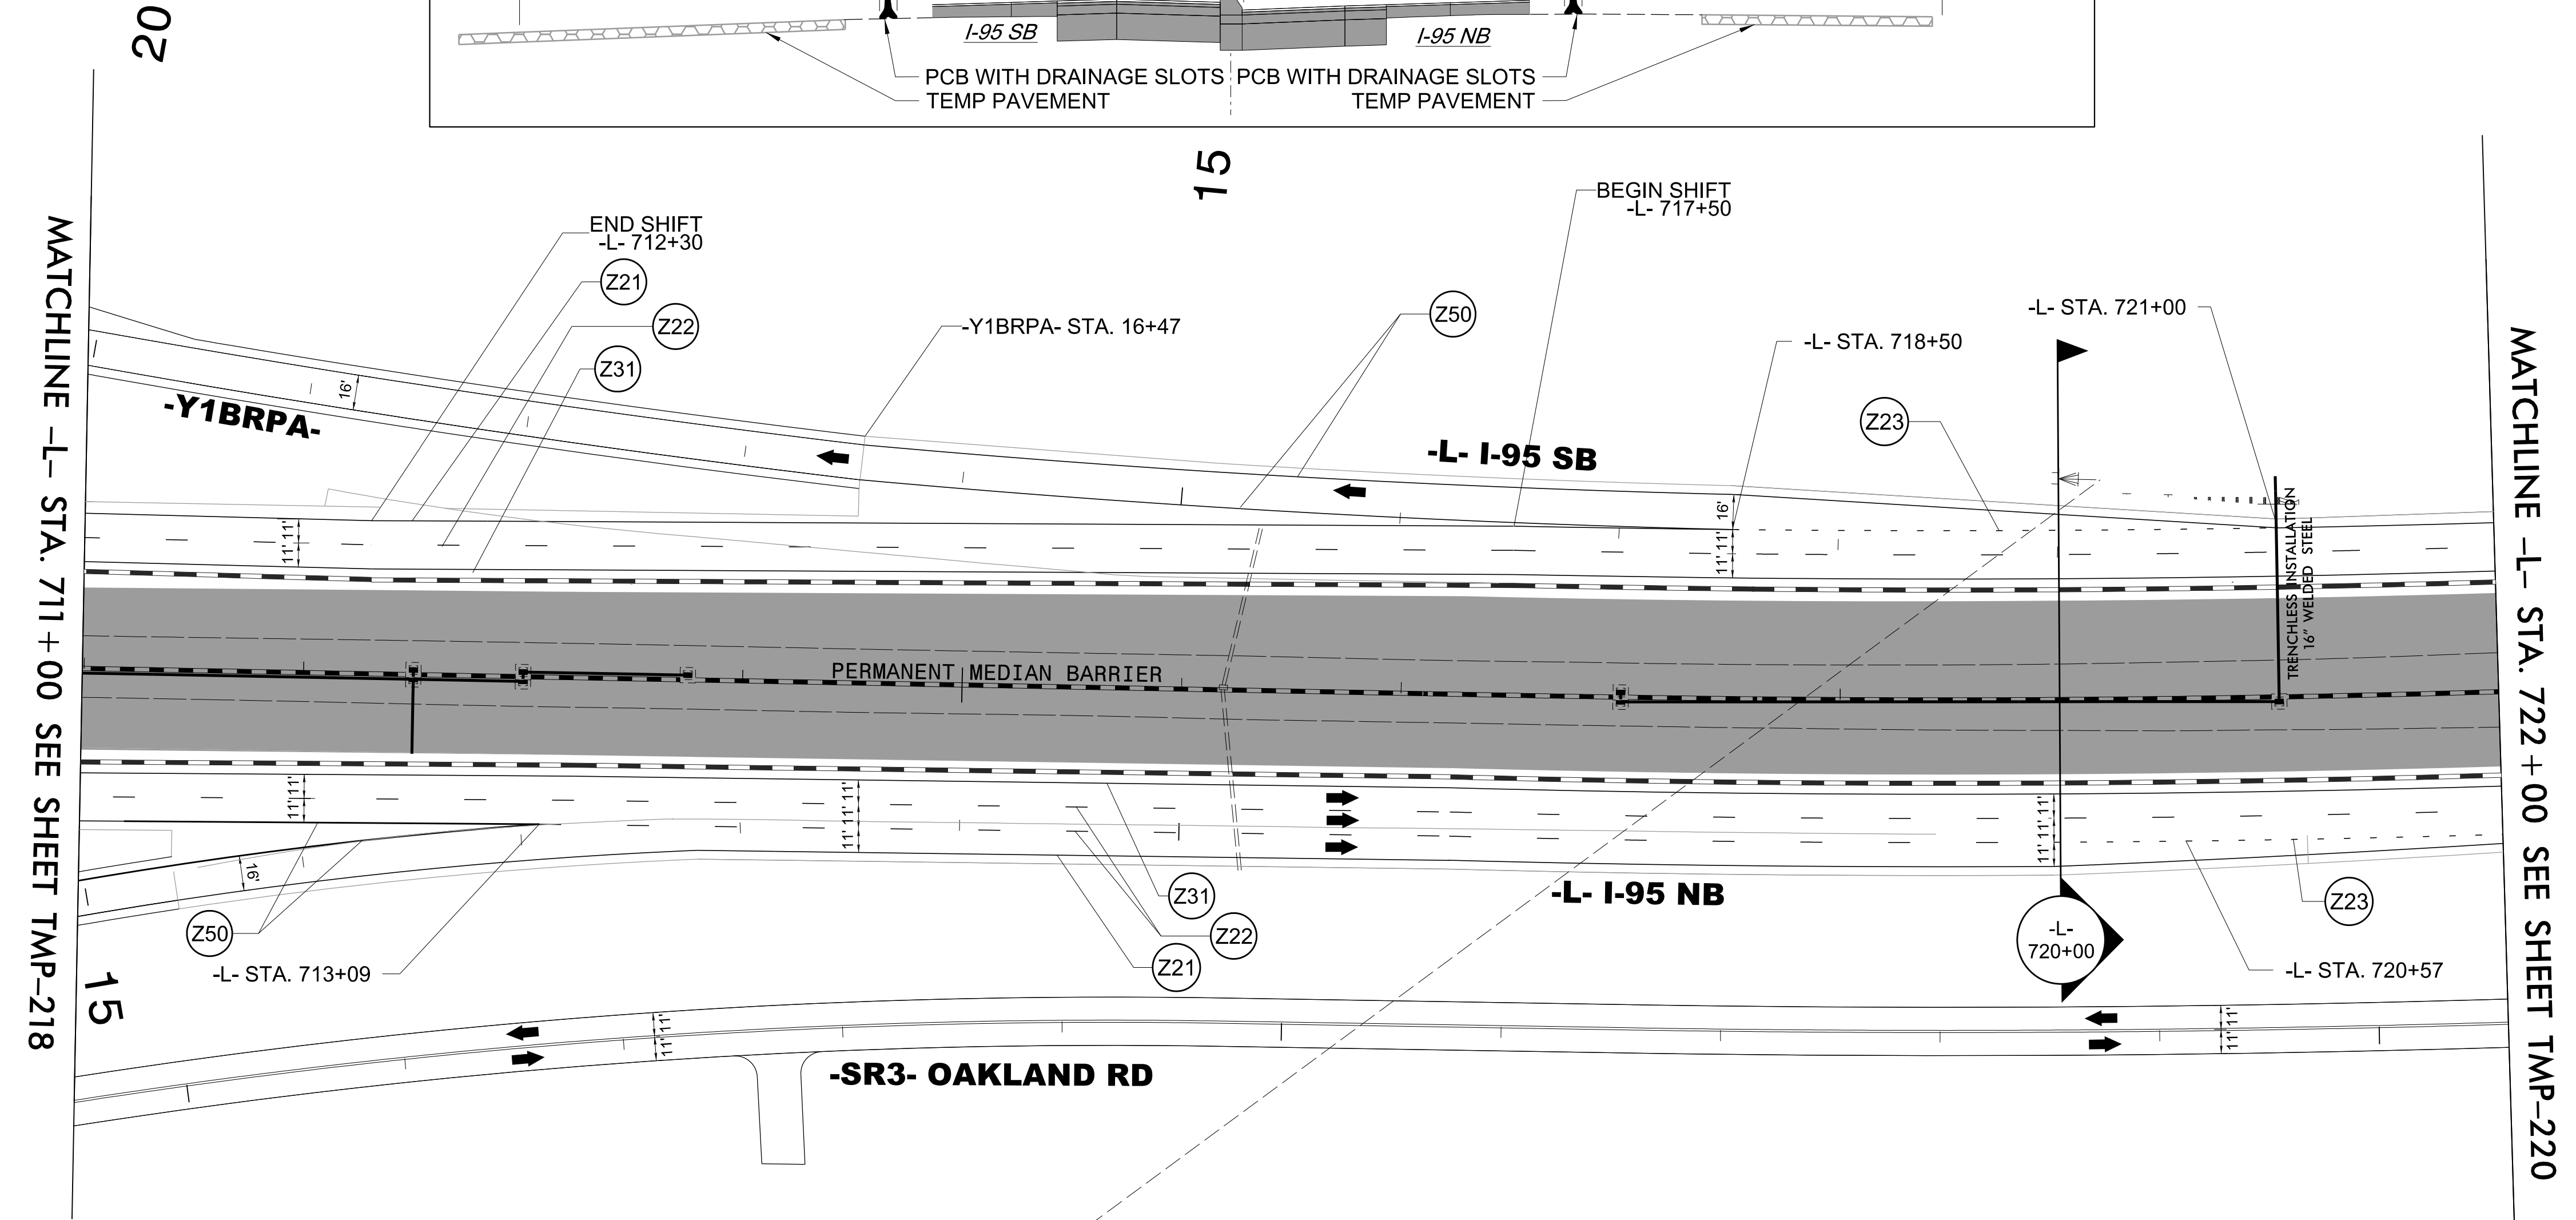 20
I-95 SB
I-95 NB
PCB WITH DRAINAGE SLOTS
PCB WITH DRAINAGE SLOTS
TEMP PAVEMENT
TEMP PAVEMENT
15
MATCHLINE -L- STA. 711+00 SEE SHEET TMP-218
END SHIFT
-L- 712+30
Z21
Z22
Z31
-Y1BRPA- STA. 16+47
Z50
BEGIN SHIFT
-L- 717+50
-L- STA. 718+50
Z23
-L- STA. 721+00
MATCHLINE -L- STA. 722+00 SEE SHEET TMP-220
16'
-Y1BRPA-
-L- I-95 SB
16'
11' 11'
11' 11'
TRENCHLESS INSTALLATION
16" WELDED STEEL
PERMANENT MEDIAN BARRIER
11' 11'
11' 11' 11'
11' 11' 11'
16'
Z50
-L- STA. 713+09
Z31
Z22
Z21
-L- I-95 NB
-L-
720+00
Z23
-L- STA. 720+57
15
11' 11'
11' 11'
-SR3- OAKLAND RD